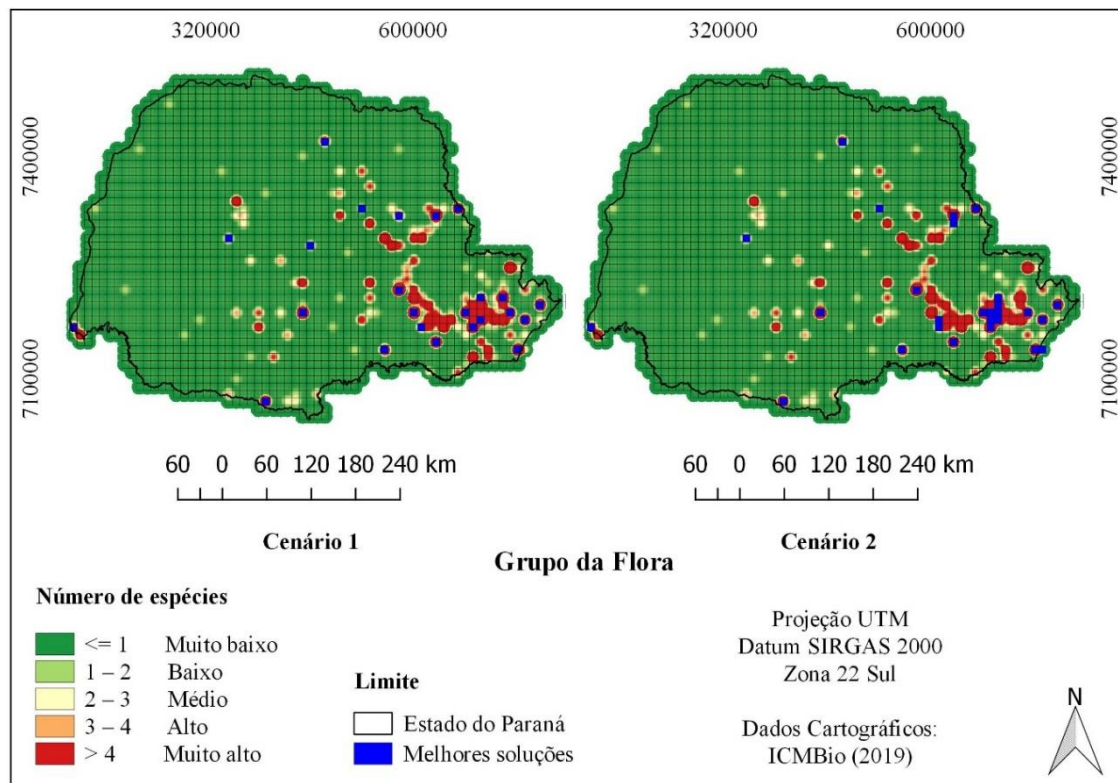 320000 600000 320000 600000
7400000 7400000
7100000 7100000
60 0 60 120 180 240 km 60 0 60 120 180 240 km
Cenário 1 Cenário 2
Grupo da Flora
Número de espécies
<= 1 Muito baixo
1 – 2 Baixo
2 – 3 Médio
3 – 4 Alto
> 4 Muito alto
Limite
Estado do Paraná
Melhores soluções
Projeção UTM
Datum SIRGAS 2000
Zona 22 Sul
Dados Cartográficos:
ICMBio (2019)
N